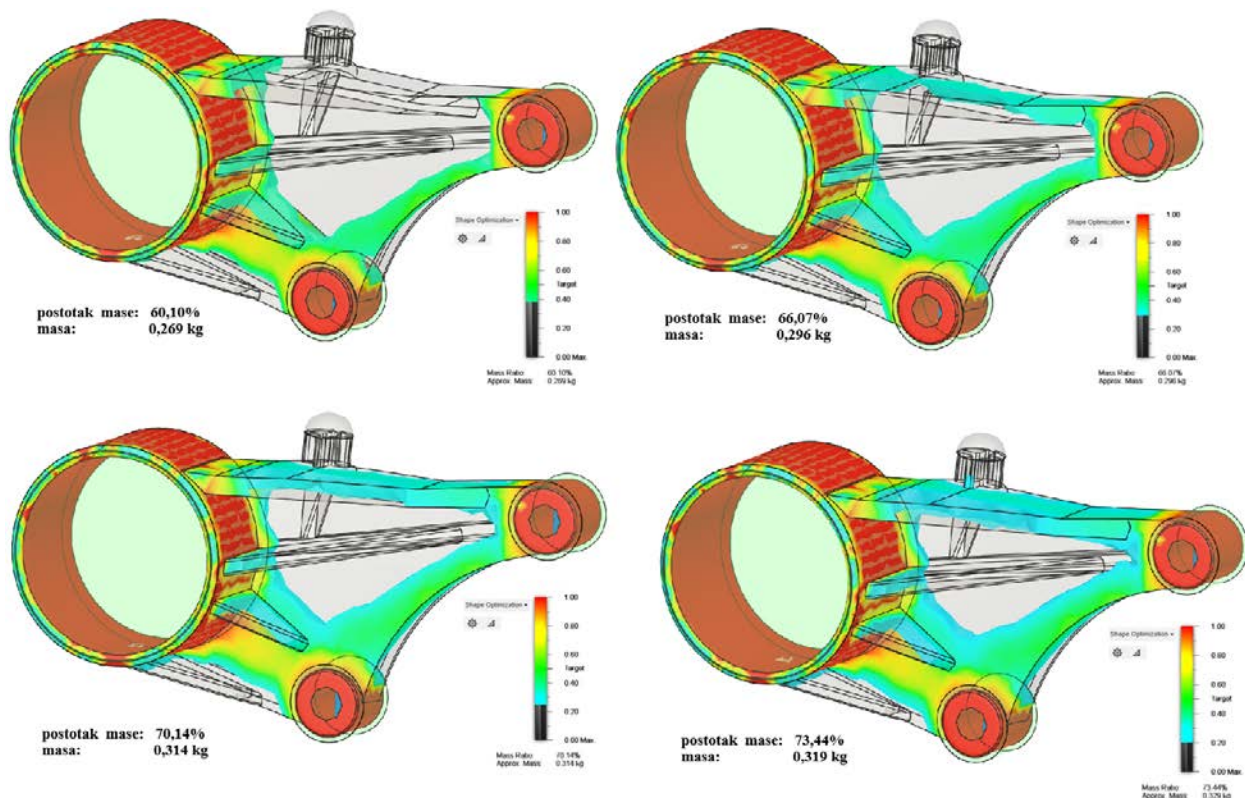 1.00
Shape Optimization
0.80
0.60
Target
0.40
0.20
0.00 Max.
postotak mase: 60,10%
masa: 0,269 kg
Mass Ratio: 60.10%
Approx. Mass: 0.269 kg
1.00
Shape Optimization
0.80
0.60
Target
0.40
0.20
0.00 Max.
postotak mase: 66,07%
masa: 0,296 kg
Mass Ratio: 66.07%
Approx. Mass: 0.296 kg
1.00
Shape Optimization
0.80
0.60
Target
0.40
0.20
0.00 Max.
postotak mase: 70,14%
masa: 0,314 kg
Mass Ratio: 70.14%
Approx. Mass: 0.314 kg
1.00
Shape Optimization
0.80
0.60
Target
0.40
0.20
0.00 Max.
postotak mase: 73,44%
masa: 0,319 kg
Mass Ratio: 73.44%
Approx. Mass: 0.329 kg